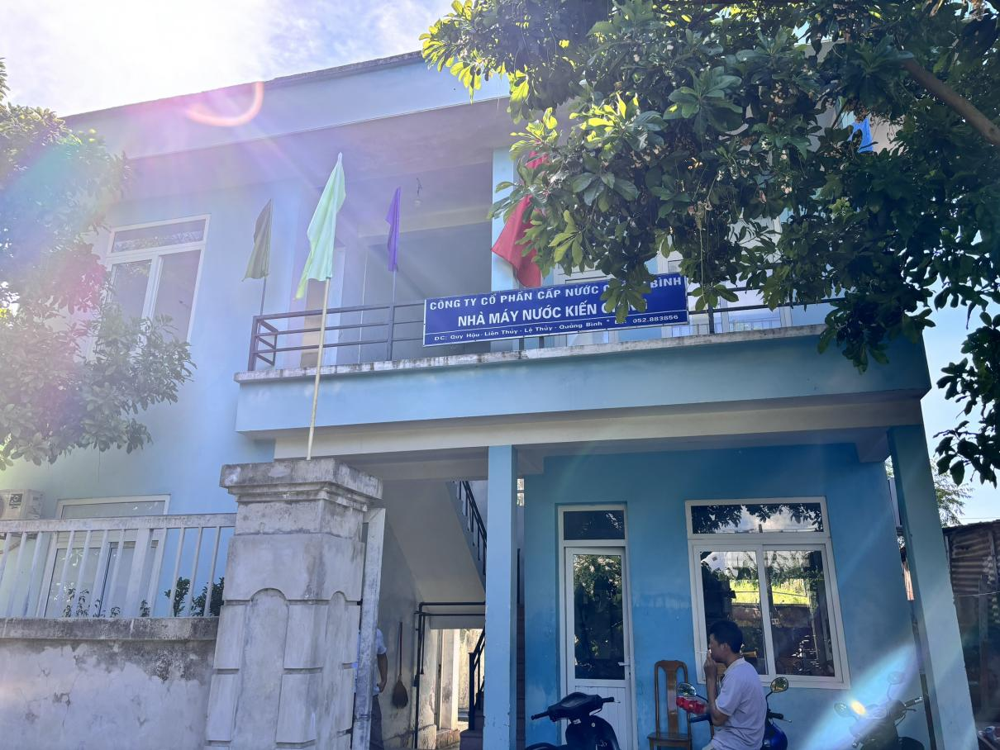 CÔNG TY CỔ PHẦN CẤP NƯỚC BÌNH
NHÀ MÁY NƯỚC KIẾN
ĐC: Quy Hậu - Liên Thủy - Lệ Thủy - Quảng Bình * 052.883856